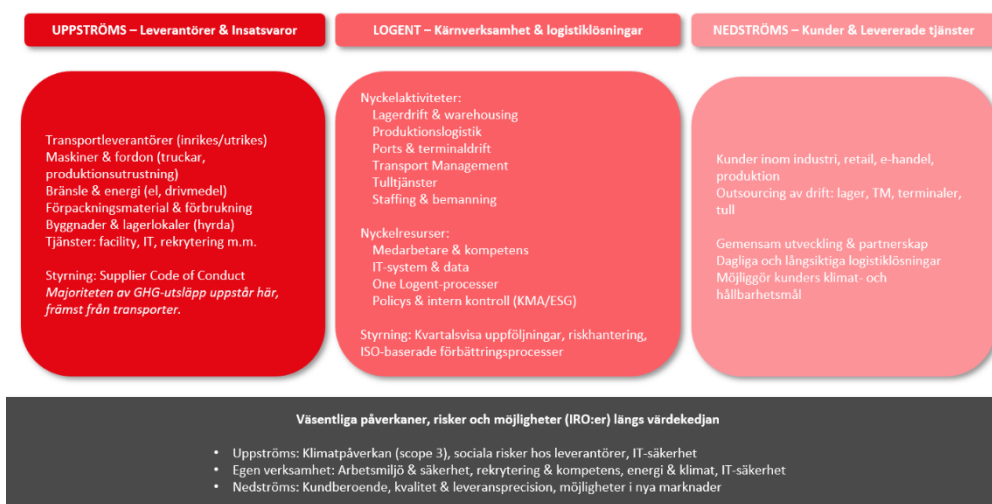 UPPSTRÖMS – Leverantörer & Insatsvaror
Transportleverantörer (inrikes/utrikes)
Maskiner & fordon (truckar,
produktionsutrustning)
Bränsle & energi (el, drivmedel)
Förpackningsmaterial & förbrukning
Byggnader & lagerlokaler (hyrda)
Tjänster: facility, IT, rekrytering m.m.
Styrning: Supplier Code of Conduct
Majoriteten av GHG-utsläpp uppstår här,
främst från transporter.
LOGENT – Kärnverksamhet & logistiklösningar
Nyckelaktiviteter:
Lagerdrift & warehousing
Produktionslogistik
Ports & terminaldrift
Transport Management
Tulltjänster
Staffing & bemanning
Nyckelresurser:
Medarbetare & kompetens
IT-system & data
One Logent-processer
Policys & intern kontroll (KMA/ESG)
Styrning: Kvartalsvisa uppföljningar, riskhantering,
ISO-baserade förbättringsprocesser
NEDSTRÖMS – Kunder & Levererade tjänster
Kunder inom industri, retail, e-handel,
produktion
Outsourcing av drift: lager, TM, terminaler,
tull
Gemensam utveckling & partnerskap
Dagliga och långsiktiga logistiklösningar
Möjliggör kunders klimat- och
hållbarhetsmål
Väsentliga påverkaner, risker och möjligheter (IRO:er) längs värdekedjan
• Uppströms: Klimatpåverkan (scope 3), sociala risker hos leverantörer, IT-säkerhet
• Egen verksamhet: Arbetsmiljö & säkerhet, rekrytering & kompetens, energi & klimat, IT-säkerhet
• Nedströms: Kundberoende, kvalitet & leveransprecision, möjligheter i nya marknader